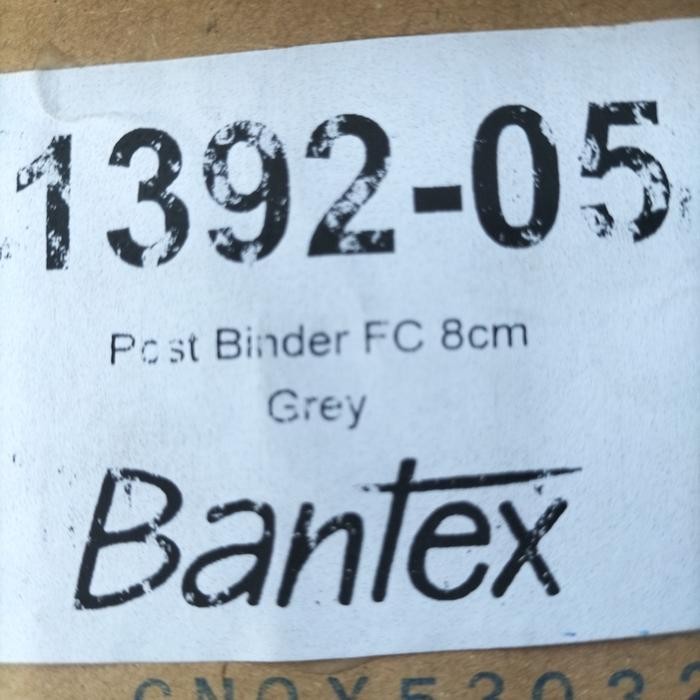 1392-05
Post Binder FC 8cm
Grey
Bantex